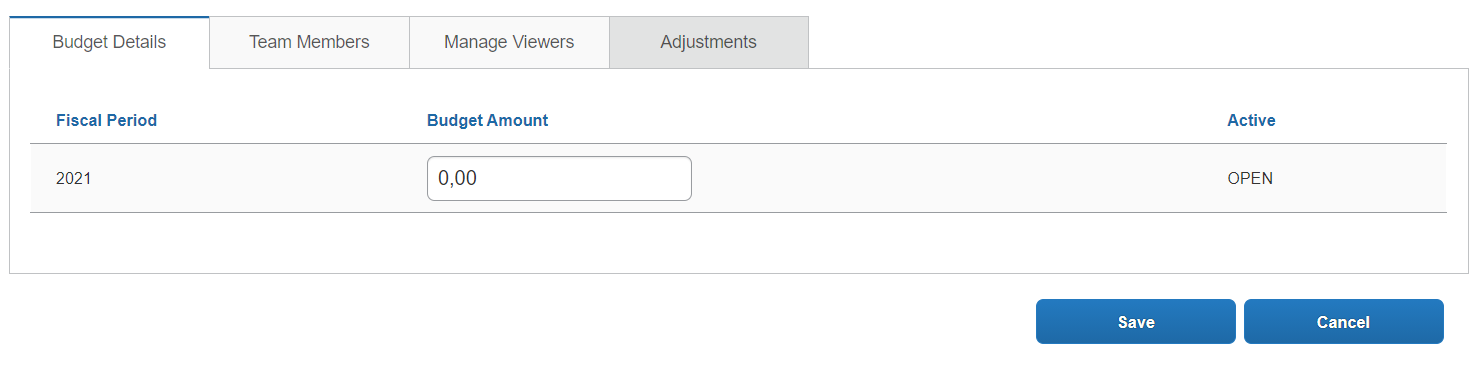 Budget Details Team Members Manage Viewers Adjustments
Fiscal Period Budget Amount Active
2021 0,00 OPEN
Save Cancel